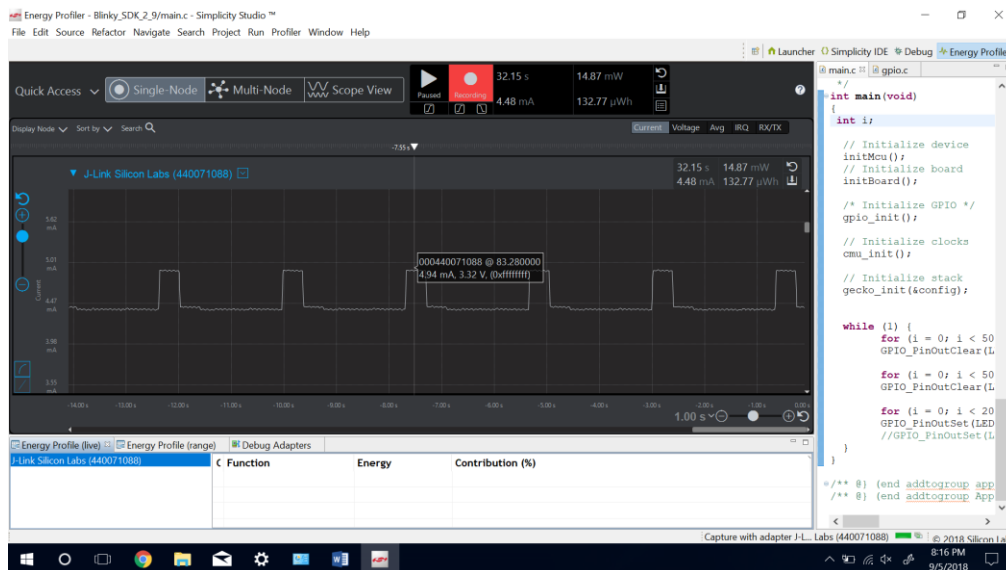 Energy Profiler - Blinky_SDK_2_9/main.c - Simplicity Studio ™
File Edit Source Refactor Navigate Search Project Run Profiler Window Help
Launcher Simplicity IDE Debug Energy Profile
Quick Access Single-Node Multi-Node Scope View Paused Recording 32.15 s 14.87 mW
4.48 mA 132.77 µWh
Display Node Sort by Search Current Voltage Avg IRQ RX/TX
-7.55 s
J-Link Silicon Labs (440071088) 32.15 s 14.87 mW
4.48 mA 132.77 µWh
5.62
mA
000440071088 @ 83.280000
4.94 mA, 3.32 V, (0xffffffff)
5.01
mA
Current
4.47
mA
3.98
mA
3.55
mA
-14.00 s -13.00 s -12.00 s -11.00 s -10.00 s -9.00 s -8.00 s -7.00 s -6.00 s -5.00 s -4.00 s -3.00 s -2.00 s -1.00 s 0.00 s
1.00 s
main.c gpio.c
*/
int main(void)
{
int i;
// Initialize device
initMcu();
// Initialize board
initBoard();
/* Initialize GPIO */
gpio_init();
// Initialize clocks
cmu_init();
// Initialize stack
gecko_init(&config);
while (1) {
for (i = 0; i < 50
GPIO_PinOutClear(L
for (i = 0; i < 50
GPIO_PinOutClear(L
for (i = 0; i < 20
GPIO_PinOutSet(LED
//GPIO_PinOutSet(L
}
}
/** @} (end addtogroup app
/** @} (end addtogroup App
Energy Profile (live) Energy Profile (range) Debug Adapters
J-Link Silicon Labs (440071088) C Function Energy Contribution (%)
Capture with adapter J-L... Labs (440071088) © 2018 Silicon La
8:16 PM
9/5/2018